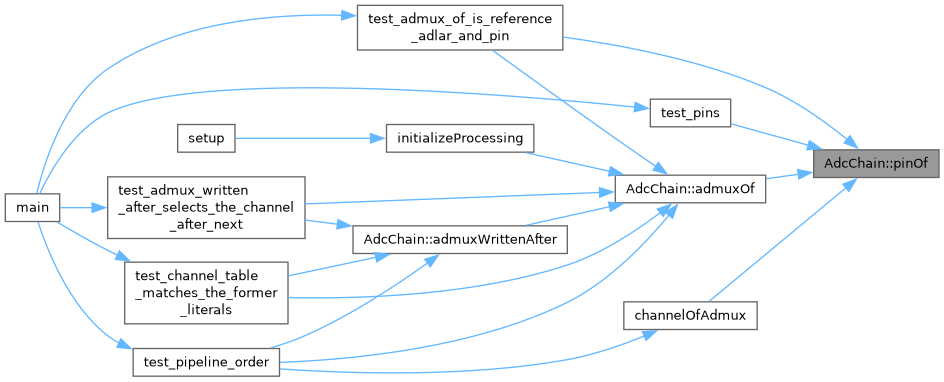 test_admux_of_is_reference
_adlar_and_pin
test_pins
setup
initializeProcessing
AdcChain::pinOf
main
test_admux_written
_after_selects_the_channel
_after_next
AdcChain::admuxOf
AdcChain::admuxWrittenAfter
test_channel_table
_matches_the_former
_literals
channelOfAdmux
test_pipeline_order